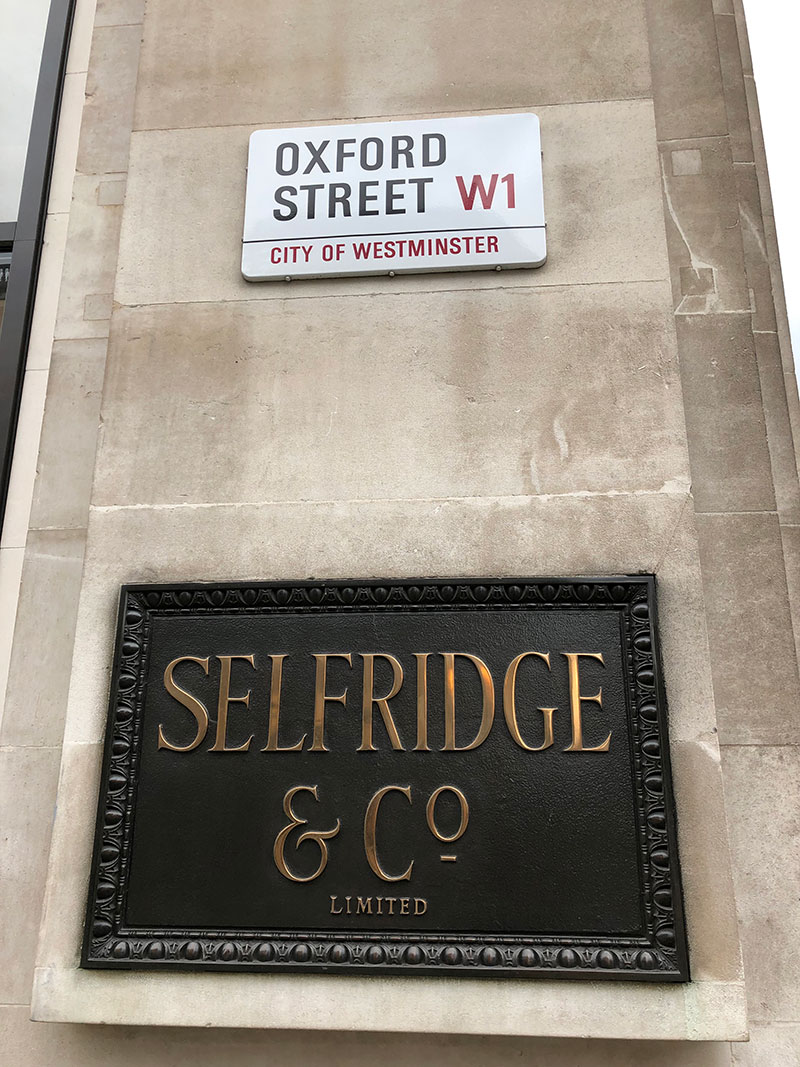 OXFORD
STREET W1
CITY OF WESTMINSTER
SELFRIDGE
& Cº
LIMITED